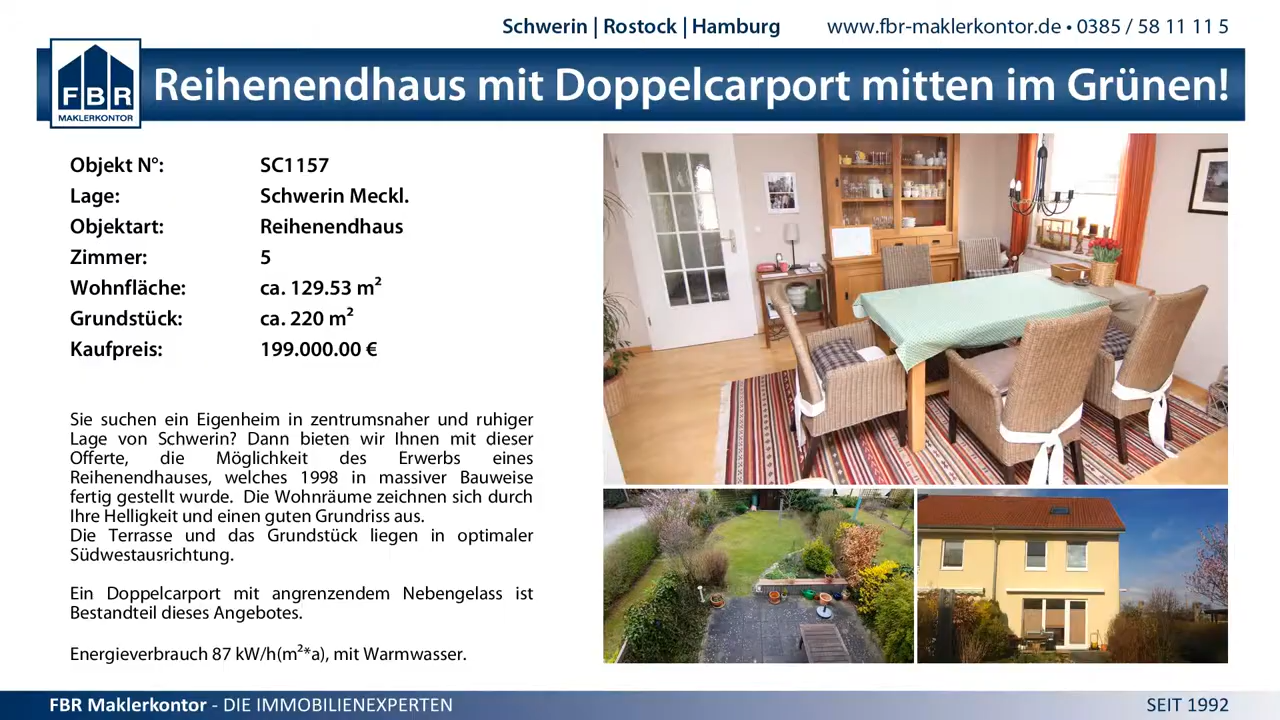 Schwerin | Rostock | Hamburg www.fbr-maklerkontor.de • 0385 / 58 11 11 5
FBR
MAKLERKONTOR
Reihenendhaus mit Doppelcarport mitten im Grünen!
Objekt N°: SC1157
Lage: Schwerin Meckl.
Objektart: Reihenendhaus
Zimmer: 5
Wohnfläche: ca. 129.53 m²
Grundstück: ca. 220 m²
Kaufpreis: 199.000.00 €
Sie suchen ein Eigenheim in zentrumsnaher und ruhiger
Lage von Schwerin? Dann bieten wir Ihnen mit dieser
Offerte, die Möglichkeit des Erwerbs eines
Reihenendhauses, welches 1998 in massiver Bauweise
fertig gestellt wurde. Die Wohnräume zeichnen sich durch
Ihre Helligkeit und einen guten Grundriss aus.
Die Terrasse und das Grundstück liegen in optimaler
Südwestausrichtung.
Ein Doppelcarport mit angrenzendem Nebengelass ist
Bestandteil dieses Angebotes.
Energieverbrauch 87 kW/h(m²*a), mit Warmwasser.
FBR Maklerkontor - DIE IMMOBILIENEXPERTEN SEIT 1992